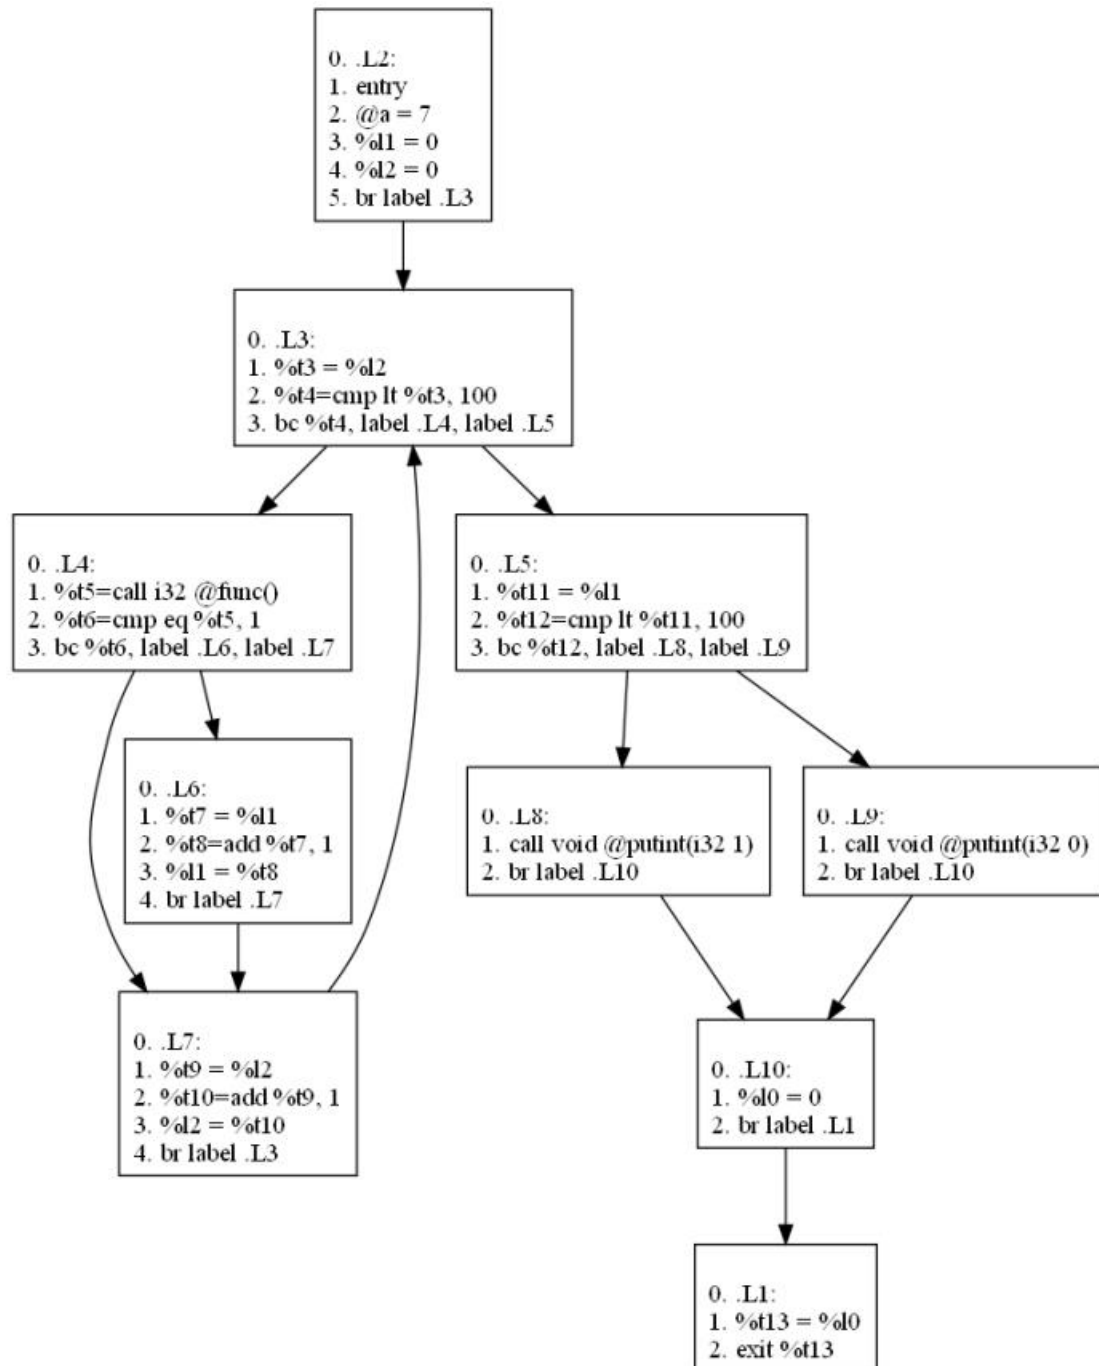 0. .L2:
1. entry
2. @a = 7
3. %l1 = 0
4. %l2 = 0
5. br label .L3
0. .L3:
1. %t3 = %l2
2. %t4=cmp lt %t3, 100
3. bc %t4, label .L4, label .L5
0. .L4:
1. %t5=call i32 @func()
2. %t6=cmp eq %t5, 1
3. bc %t6, label .L6, label .L7
0. .L5:
1. %t11 = %l1
2. %t12=cmp lt %t11, 100
3. bc %t12, label .L8, label .L9
0. .L6:
1. %t7 = %l1
2. %t8=add %t7, 1
3. %l1 = %t8
4. br label .L7
0. .L8:
1. call void @putint(i32 1)
2. br label .L10
0. .L9:
1. call void @putint(i32 0)
2. br label .L10
0. .L7:
1. %t9 = %l2
2. %t10=add %t9, 1
3. %l2 = %t10
4. br label .L3
0. .L10:
1. %l0 = 0
2. br label .L1
0. .L1:
1. %t13 = %l0
2. exit %t13